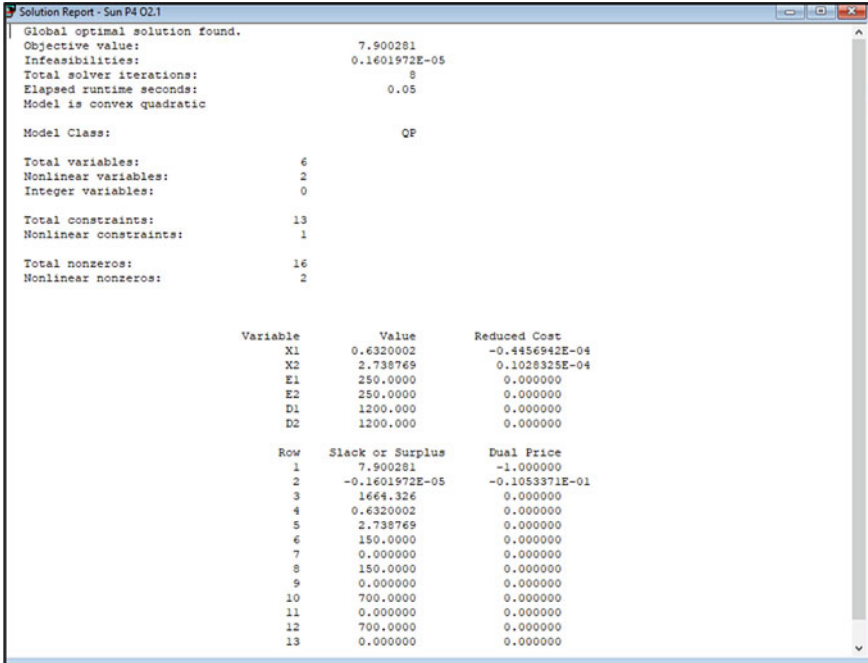 Solution Report - Sun P4 O2.1
Global optimal solution found.
Objective value: 7.900281
Infeasibilities: 0.1601972E-05
Total solver iterations: 8
Elapsed runtime seconds: 0.05
Model is convex quadratic
Model Class: QP
Total variables: 6
Nonlinear variables: 2
Integer variables: 0
Total constraints: 13
Nonlinear constraints: 1
Total nonzeros: 16
Nonlinear nonzeros: 2
Variable Value Reduced Cost
X1 0.6320002 -0.4456942E-04
X2 2.738769 0.1028325E-04
E1 250.0000 0.000000
E2 250.0000 0.000000
D1 1200.000 0.000000
D2 1200.000 0.000000
Row Slack or Surplus Dual Price
1 7.900281 -1.000000
2 -0.1601972E-05 -0.1053371E-01
3 1664.326 0.000000
4 0.6320002 0.000000
5 2.738769 0.000000
6 150.0000 0.000000
7 0.000000 0.000000
8 150.0000 0.000000
9 0.000000 0.000000
10 700.0000 0.000000
11 0.000000 0.000000
12 700.0000 0.000000
13 0.000000 0.000000